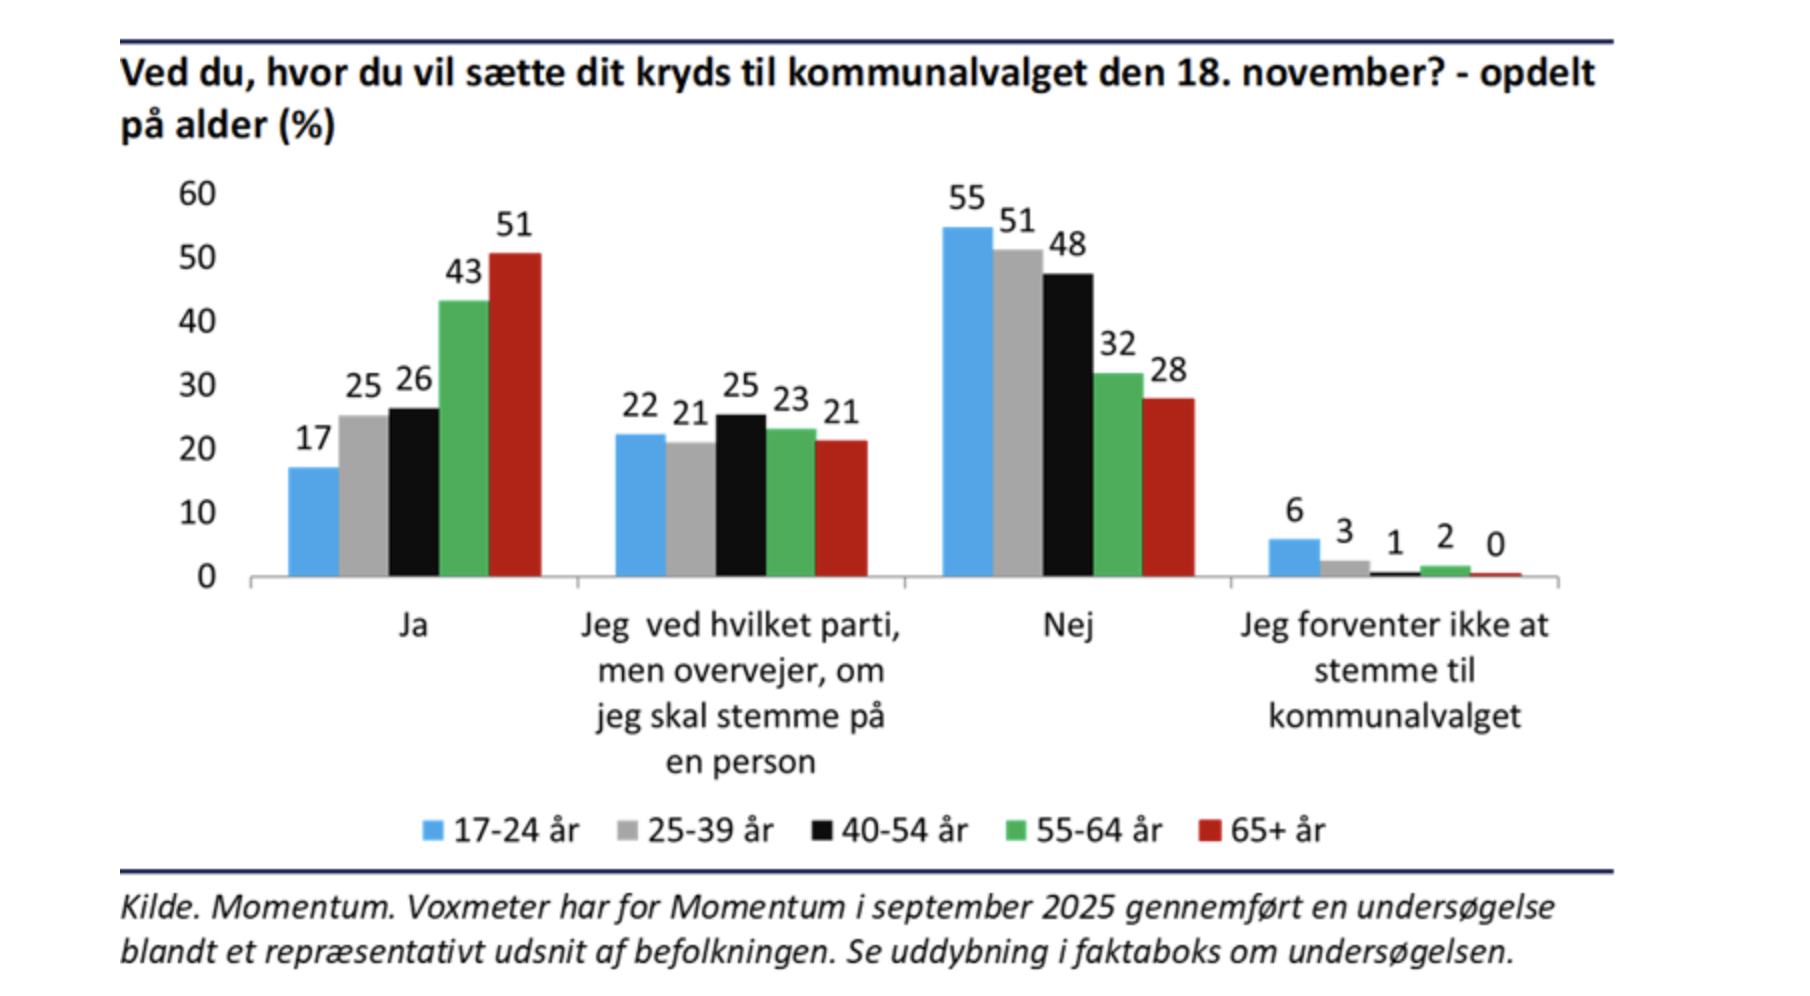 Ved du, hvor du vil sætte dit kryds til kommunalvalget den 18. november? - opdelt
på alder (%)
60
50
40
30
20
10
0
17
25
26
43
51
22
21
25
23
21
55
51
48
32
28
6
3
1
2
0
Ja
Jeg  ved hvilket parti,
men overvejer, om
jeg skal stemme på
en person
Nej
Jeg forventer ikke at
stemme til
kommunalvalget
17-24 år
25-39 år
40-54 år
55-64 år
65+ år
Kilde. Momentum. Voxmeter har for Momentum i september 2025 gennemført en undersøgelse
blandt et repræsentativt udsnit af befolkningen. Se uddybning i faktaboks om undersøgelsen.